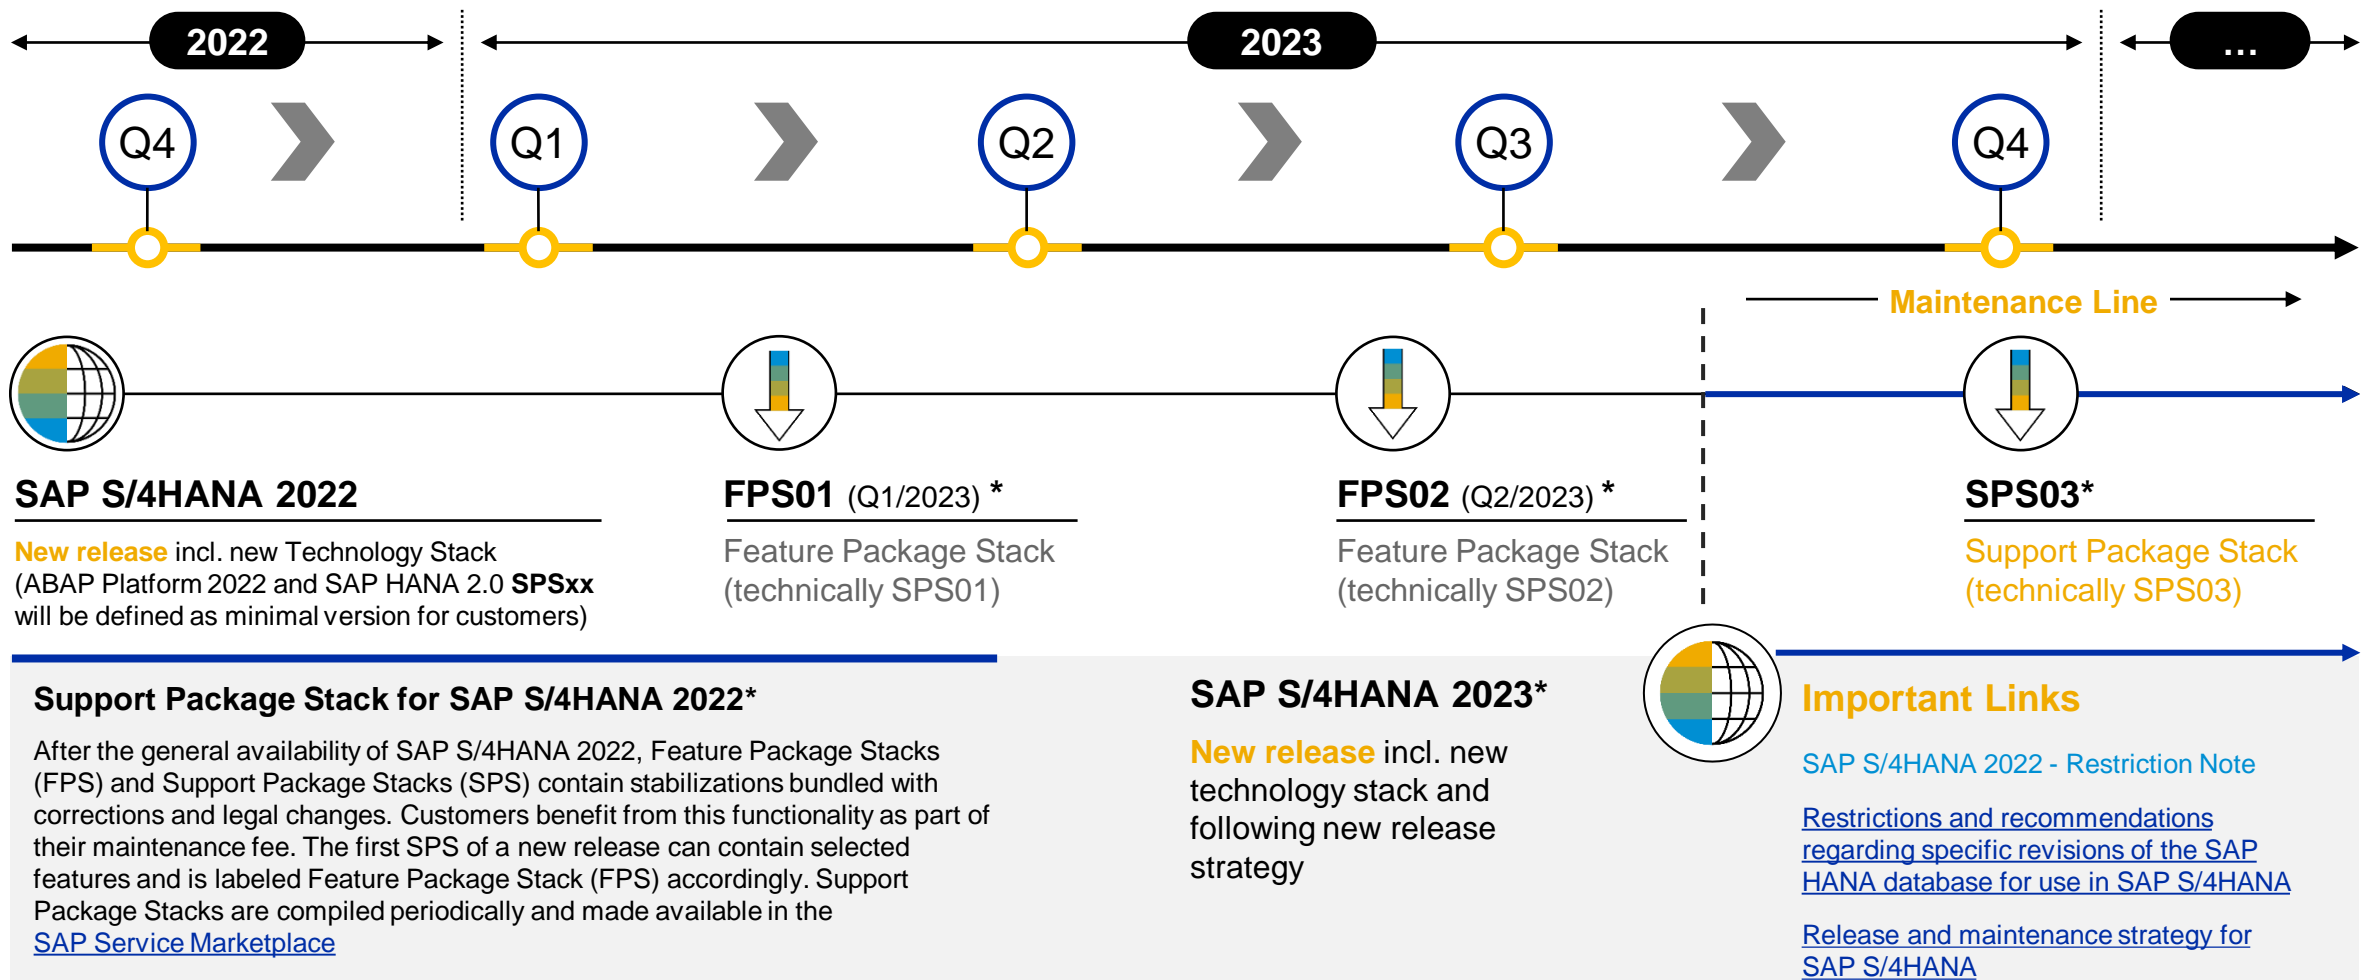 2022
2023
...
Q4
Q1
Q2
Q3
Q4
Maintenance Line
SAP S/4HANA 2022
New release incl. new Technology Stack
(ABAP Platform 2022 and SAP HANA 2.0 SPSxx
will be defined as minimal version for customers)
FPS01 (Q1/2023) *
Feature Package Stack
(technically SPS01)
FPS02 (Q2/2023) *
Feature Package Stack
(technically SPS02)
SPS03*
Support Package Stack
(technically SPS03)
Support Package Stack for SAP S/4HANA 2022*
After the general availability of SAP S/4HANA 2022, Feature Package Stacks
(FPS) and Support Package Stacks (SPS) contain stabilizations bundled with
corrections and legal changes. Customers benefit from this functionality as part of
their maintenance fee. The first SPS of a new release can contain selected
features and is labeled Feature Package Stack (FPS) accordingly. Support
Package Stacks are compiled periodically and made available in the
SAP Service Marketplace
SAP S/4HANA 2023*
New release incl. new
technology stack and
following new release
strategy
Important Links
SAP S/4HANA 2022 - Restriction Note
Restrictions and recommendations
regarding specific revisions of the SAP
HANA database for use in SAP S/4HANA
Release and maintenance strategy for
SAP S/4HANA